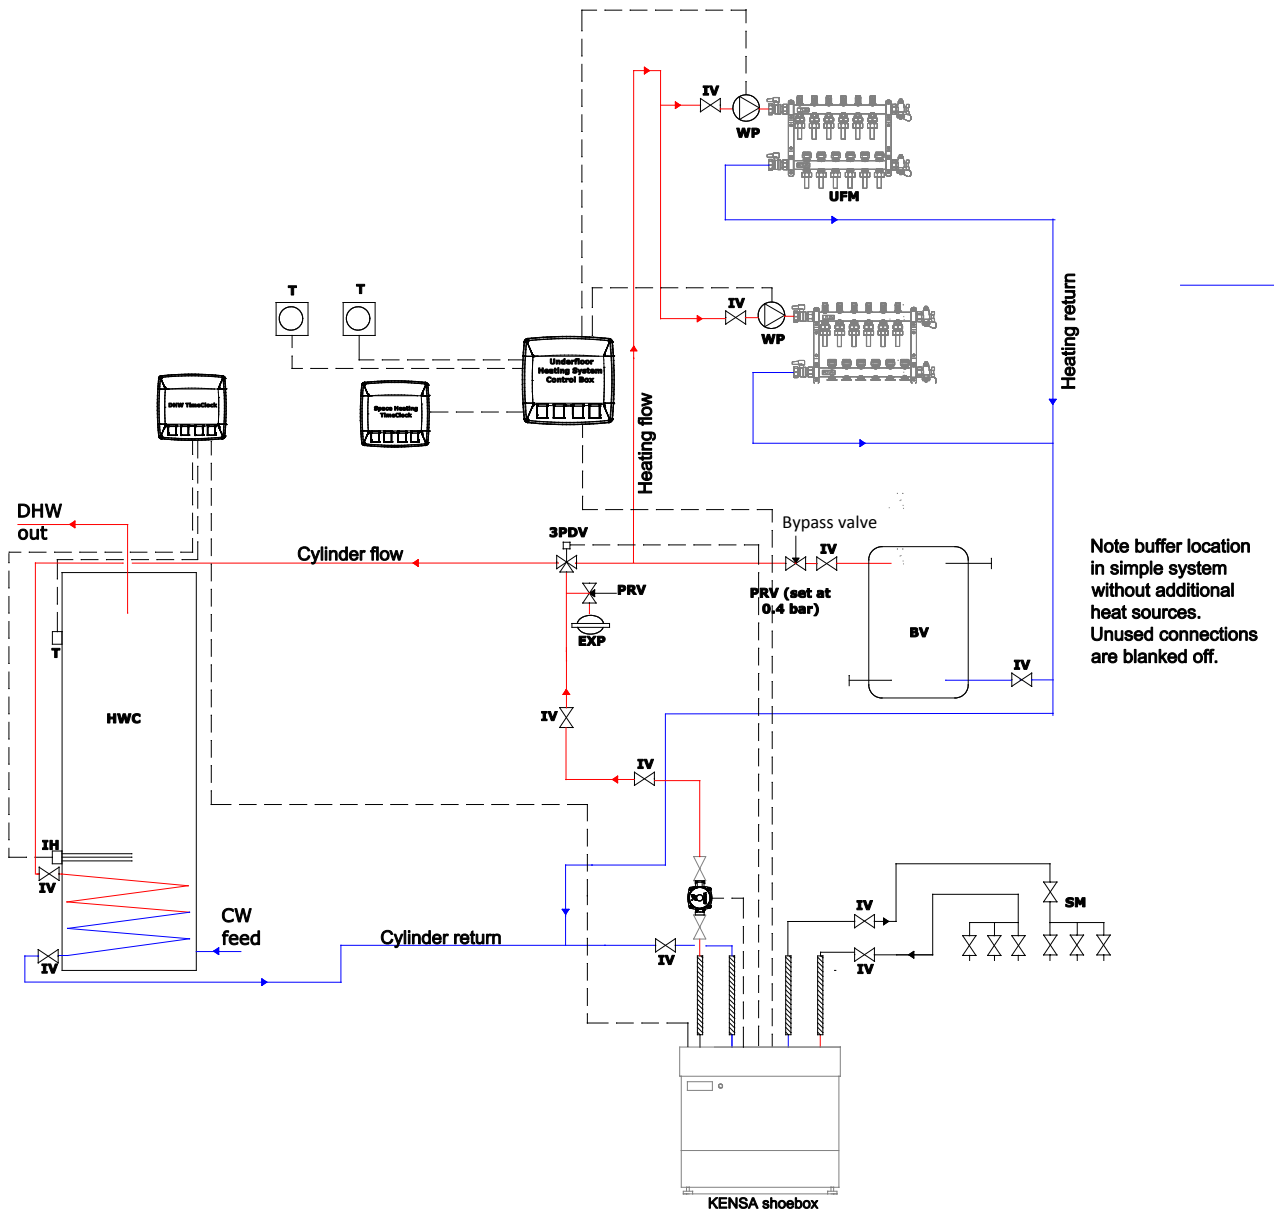 IV
WP
UFM
T
T
IV
WP
Underfloor
Heating System
Control Box
DHW TimeClock
Space Heating
TimeClock
Heating flow
Heating return
DHW
out
Cylinder flow
3PDV
Bypass valve
IV
PRV (set at
0.4 bar)
PRV
EXP
BV
Note buffer location
in simple system
without additional
heat sources.
Unused connections
are blanked off.
T
HWC
IV
IV
IV
IH
IV
CW
feed
IV
Cylinder return
IV
IV
IV
SM
KENSA shoebox